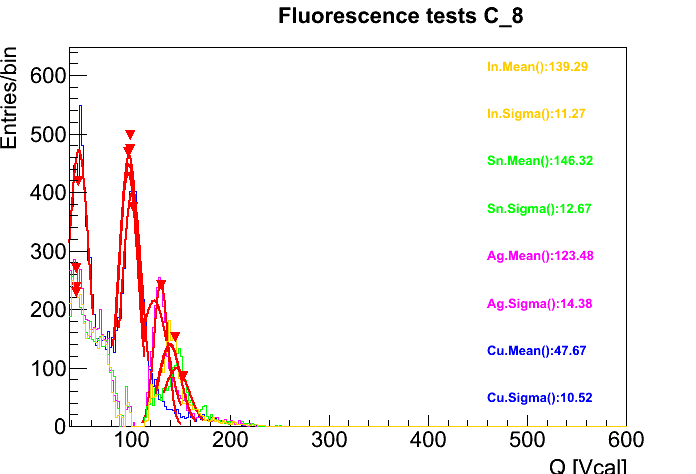 Fluorescence tests C_8
Entries/bin
600
500
400
300
200
100
0
In.Mean():139.29
In.Sigma():11.27
Sn.Mean():146.32
Sn.Sigma():12.67
Ag.Mean():123.48
Ag.Sigma():14.38
Cu.Mean():47.67
Cu.Sigma():10.52
100 200 300 400 500 600
Q [Vcal]